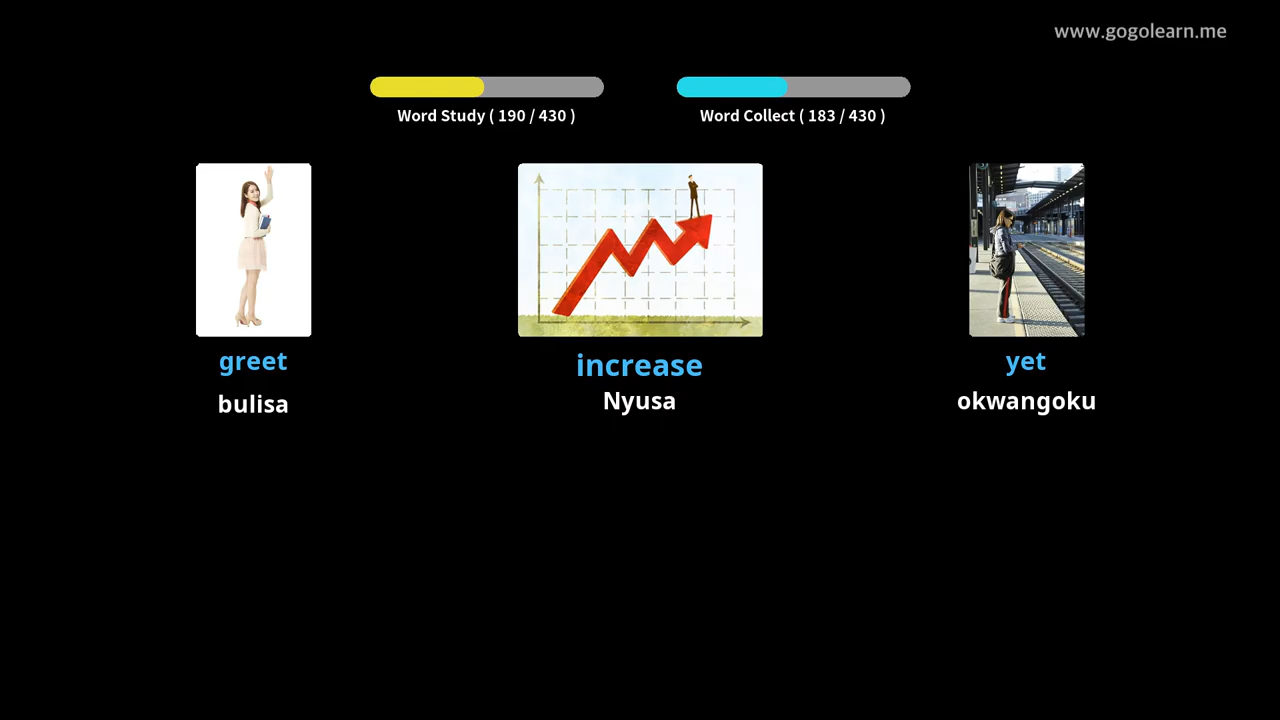 www.gogolearn.me
Word Study ( 190 / 430 )
Word Collect ( 183 / 430 )
greet
increase
yet
bulisa
Nyusa
okwangoku